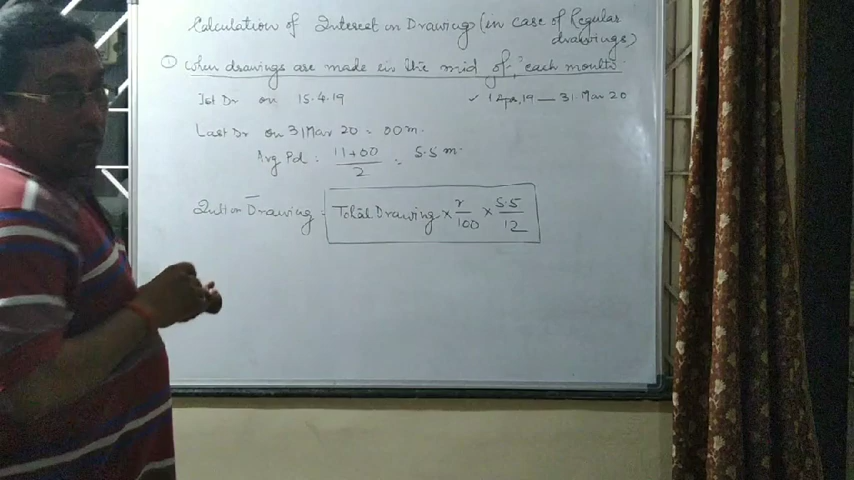 Calculation of Interest on Drawings (in case of Regular
drawings)
① when drawings are made in the mid of "each month"
Ist Dr on 15.4.19 ✓ 1 Apr, 19 — 31. Mar 20
Last Dr on 31 Mar 20 = 00 m.
Avg Pd = 11+00/2 = 5.5 m.
Int on Drawing = Total Drawing × r/100 × 5.5/12